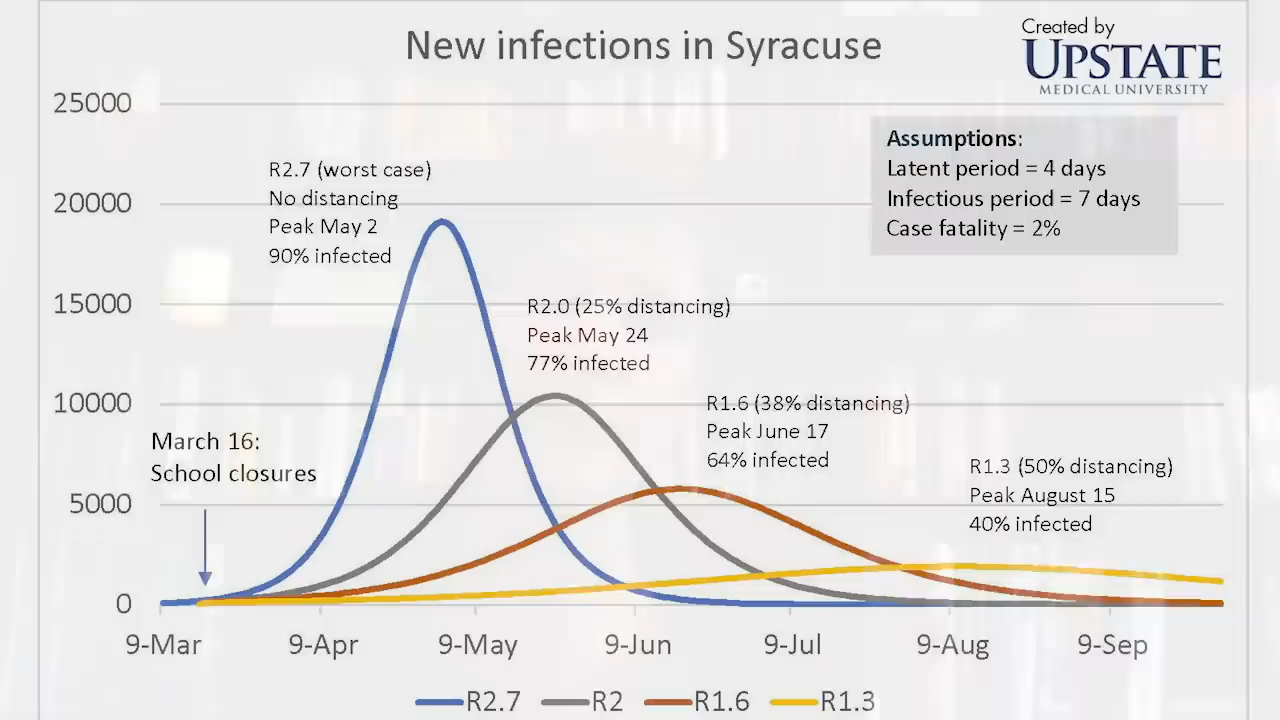 New infections in Syracuse
Created by
UPSTATE
MEDICAL UNIVERSITY
25000
20000
15000
10000
5000
0
Assumptions:
Latent period = 4 days
Infectious period = 7 days
Case fatality = 2%
R2.7 (worst case)
No distancing
Peak May 2
90% infected
R2.0 (25% distancing)
Peak May 24
77% infected
R1.6 (38% distancing)
Peak June 17
64% infected
R1.3 (50% distancing)
Peak August 15
40% infected
March 16:
School closures
9-Mar 9-Apr 9-May 9-Jun 9-Jul 9-Aug 9-Sep
R2.7 R2 R1.6 R1.3